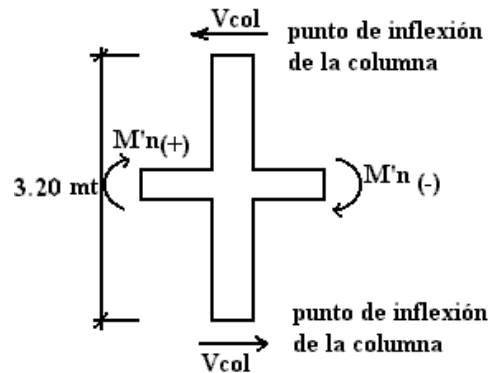 Vcol
punto de inflexión
de la columna
M'n(+)
M'n (-)
3.20 mt
punto de inflexión
de la columna
Vcol